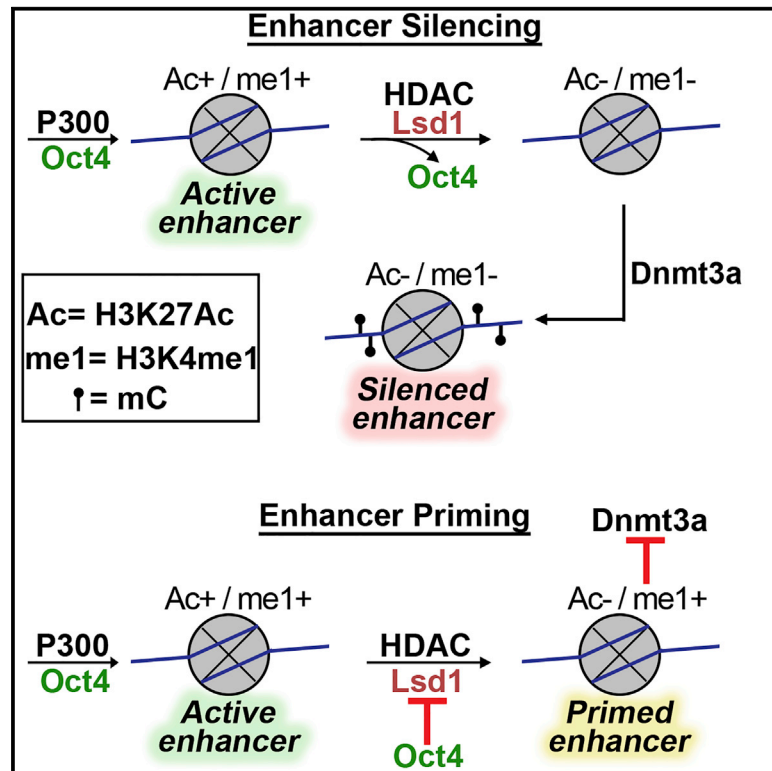 Enhancer Silencing
Ac+ / me1+
Ac- / me1-
P300
Oct4
HDAC
Lsd1
Oct4
Active
enhancer
Dnmt3a
Ac- / me1-
Ac= H3K27Ac
me1= H3K4me1
= mC
Silenced
enhancer
Enhancer Priming
Dnmt3a
Ac+ / me1+
Ac- / me1+
P300
Oct4
HDAC
Lsd1
Oct4
Active
enhancer
Primed
enhancer